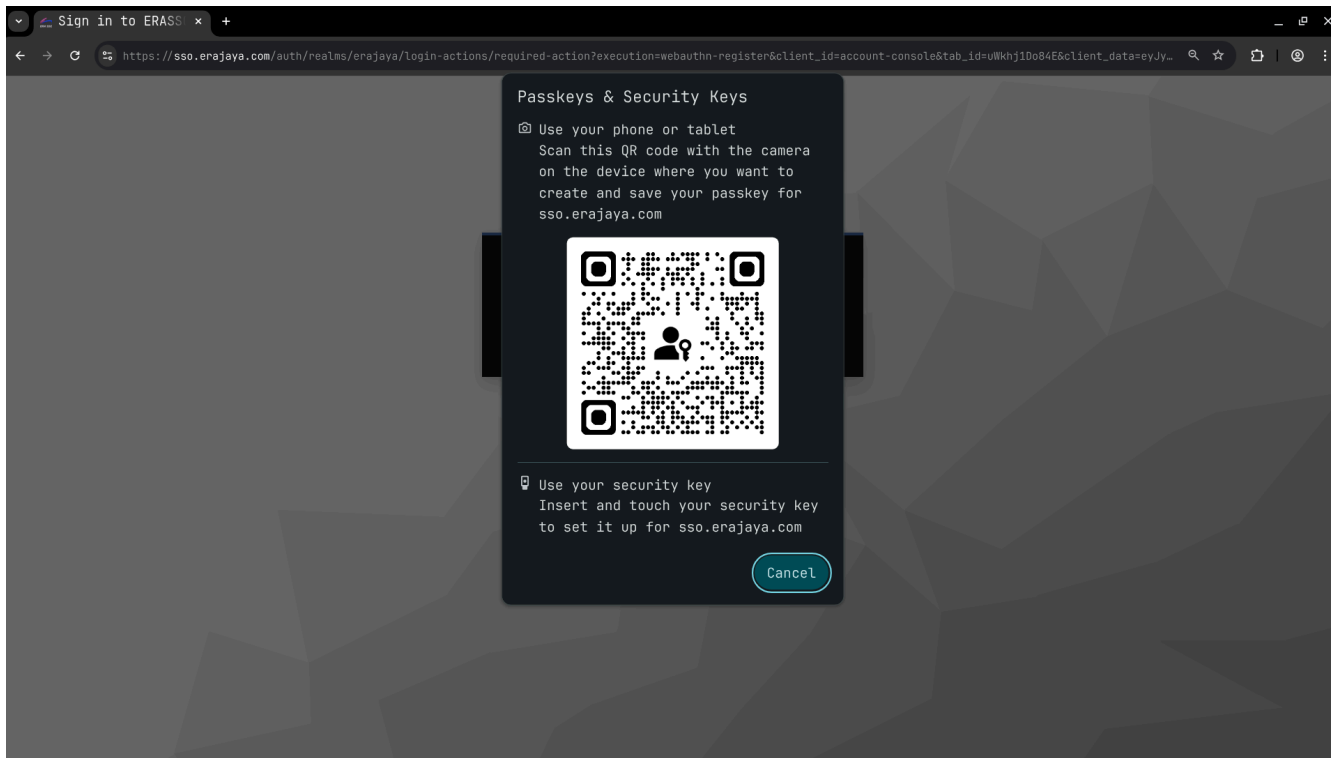 Sign in to ERASS
https://sso.erajaya.com/auth/realms/erajaya/login-actions/required-action?execution=webauthn-register&client_id=account-console&tab_id=uWkhj1Do84E&client_data=eyJy…
Passkeys & Security Keys
Use your phone or tablet
Scan this QR code with the camera
on the device where you want to
create and save your passkey for
sso.erajaya.com
Use your security key
Insert and touch your security key
to set it up for sso.erajaya.com
Cancel